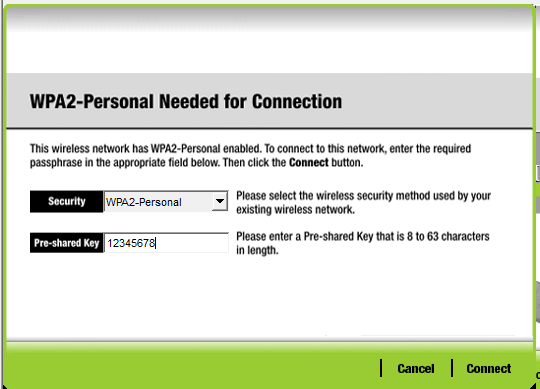 WPA2-Personal Needed for Connection
This wireless network has WPA2-Personal enabled. To connect to this network, enter the required
passphrase in the appropriate field below. Then click the Connect button.
Security
WPA2-Personal
Please select the wireless security method used by your
existing wireless network.
Pre-shared Key
12345678
Please enter a Pre-shared Key that is 8 to 63 characters
in length.
Cancel
Connect